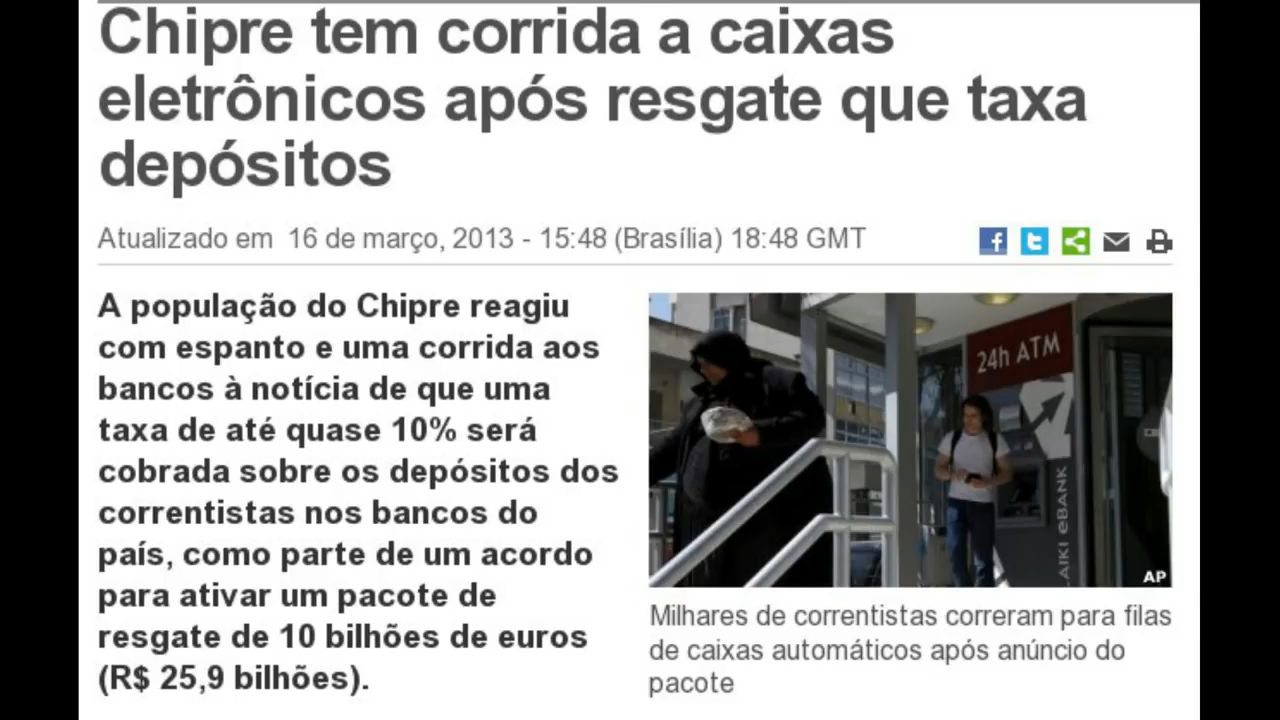 Chipre tem corrida a caixas
eletrônicos após resgate que taxa
depósitos
Atualizado em 16 de março, 2013 - 15:48 (Brasília) 18:48 GMT
A população do Chipre reagiu
com espanto e uma corrida aos
bancos à notícia de que uma
taxa de até quase 10% será
cobrada sobre os depósitos dos
correntistas nos bancos do
país, como parte de um acordo
para ativar um pacote de
resgate de 10 bilhões de euros
(R$ 25,9 bilhões).
24h ATM
AIKI eBANK
AP
Milhares de correntistas correram para filas
de caixas automáticos após anúncio do
pacote